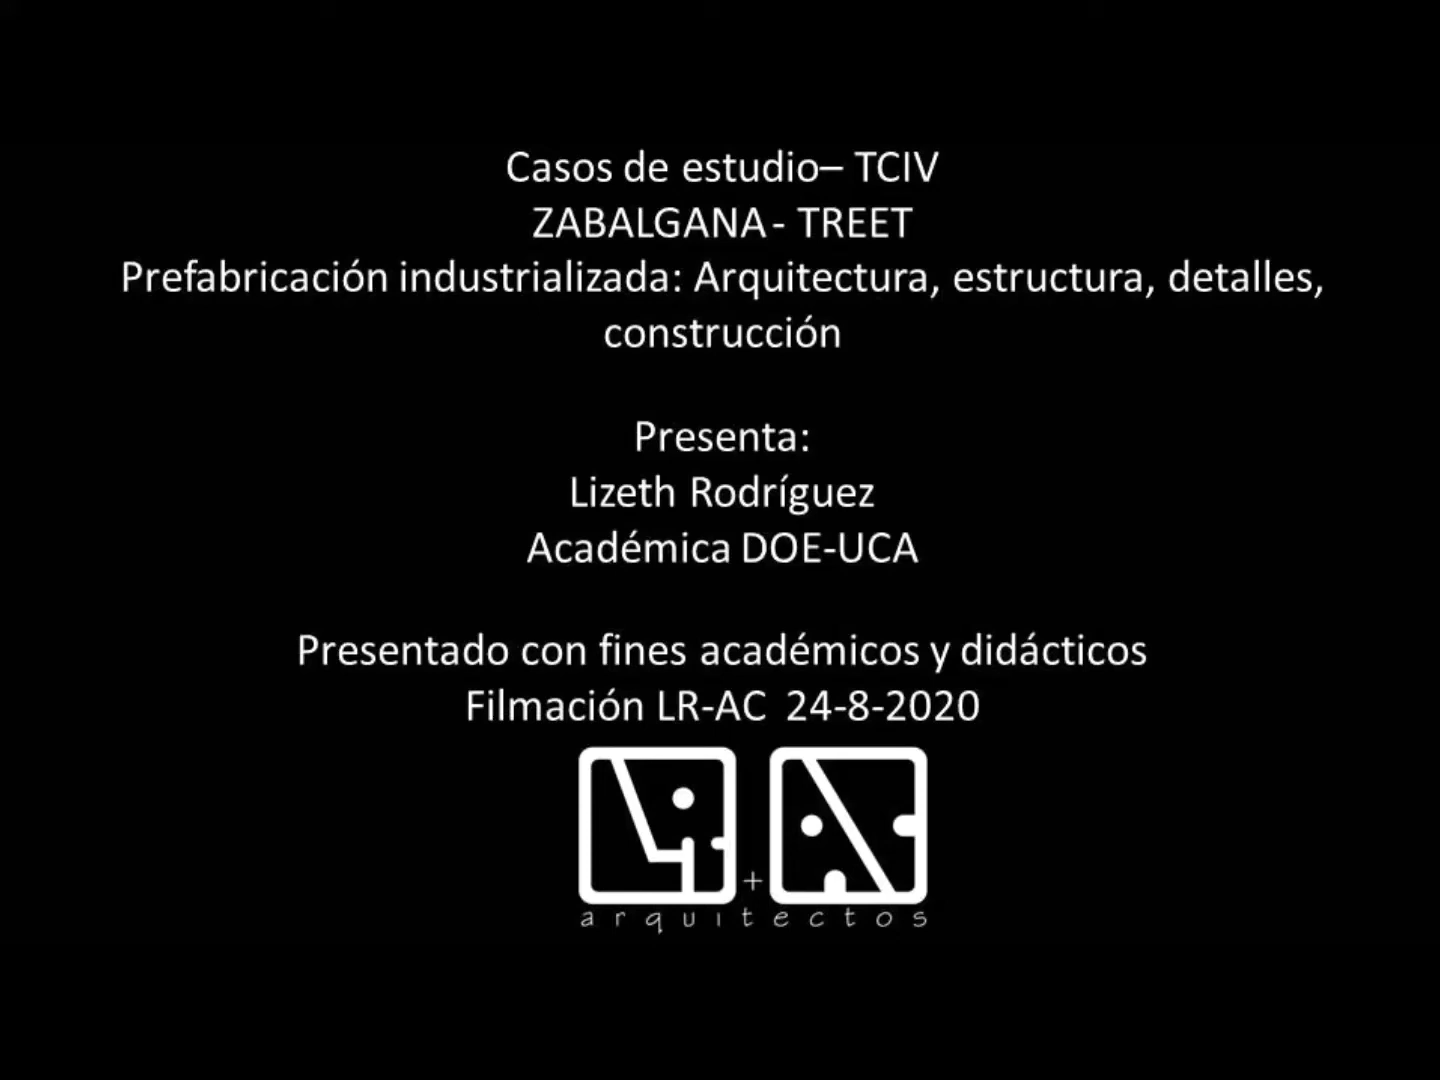 Casos de estudio– TCIV
ZABALGANA - TREET
Prefabricación industrializada: Arquitectura, estructura, detalles,
construcción
Presenta:
Lizeth Rodríguez
Académica DOE-UCA
Presentado con fines académicos y didácticos
Filmación LR-AC 24-8-2020
+
arquitectos